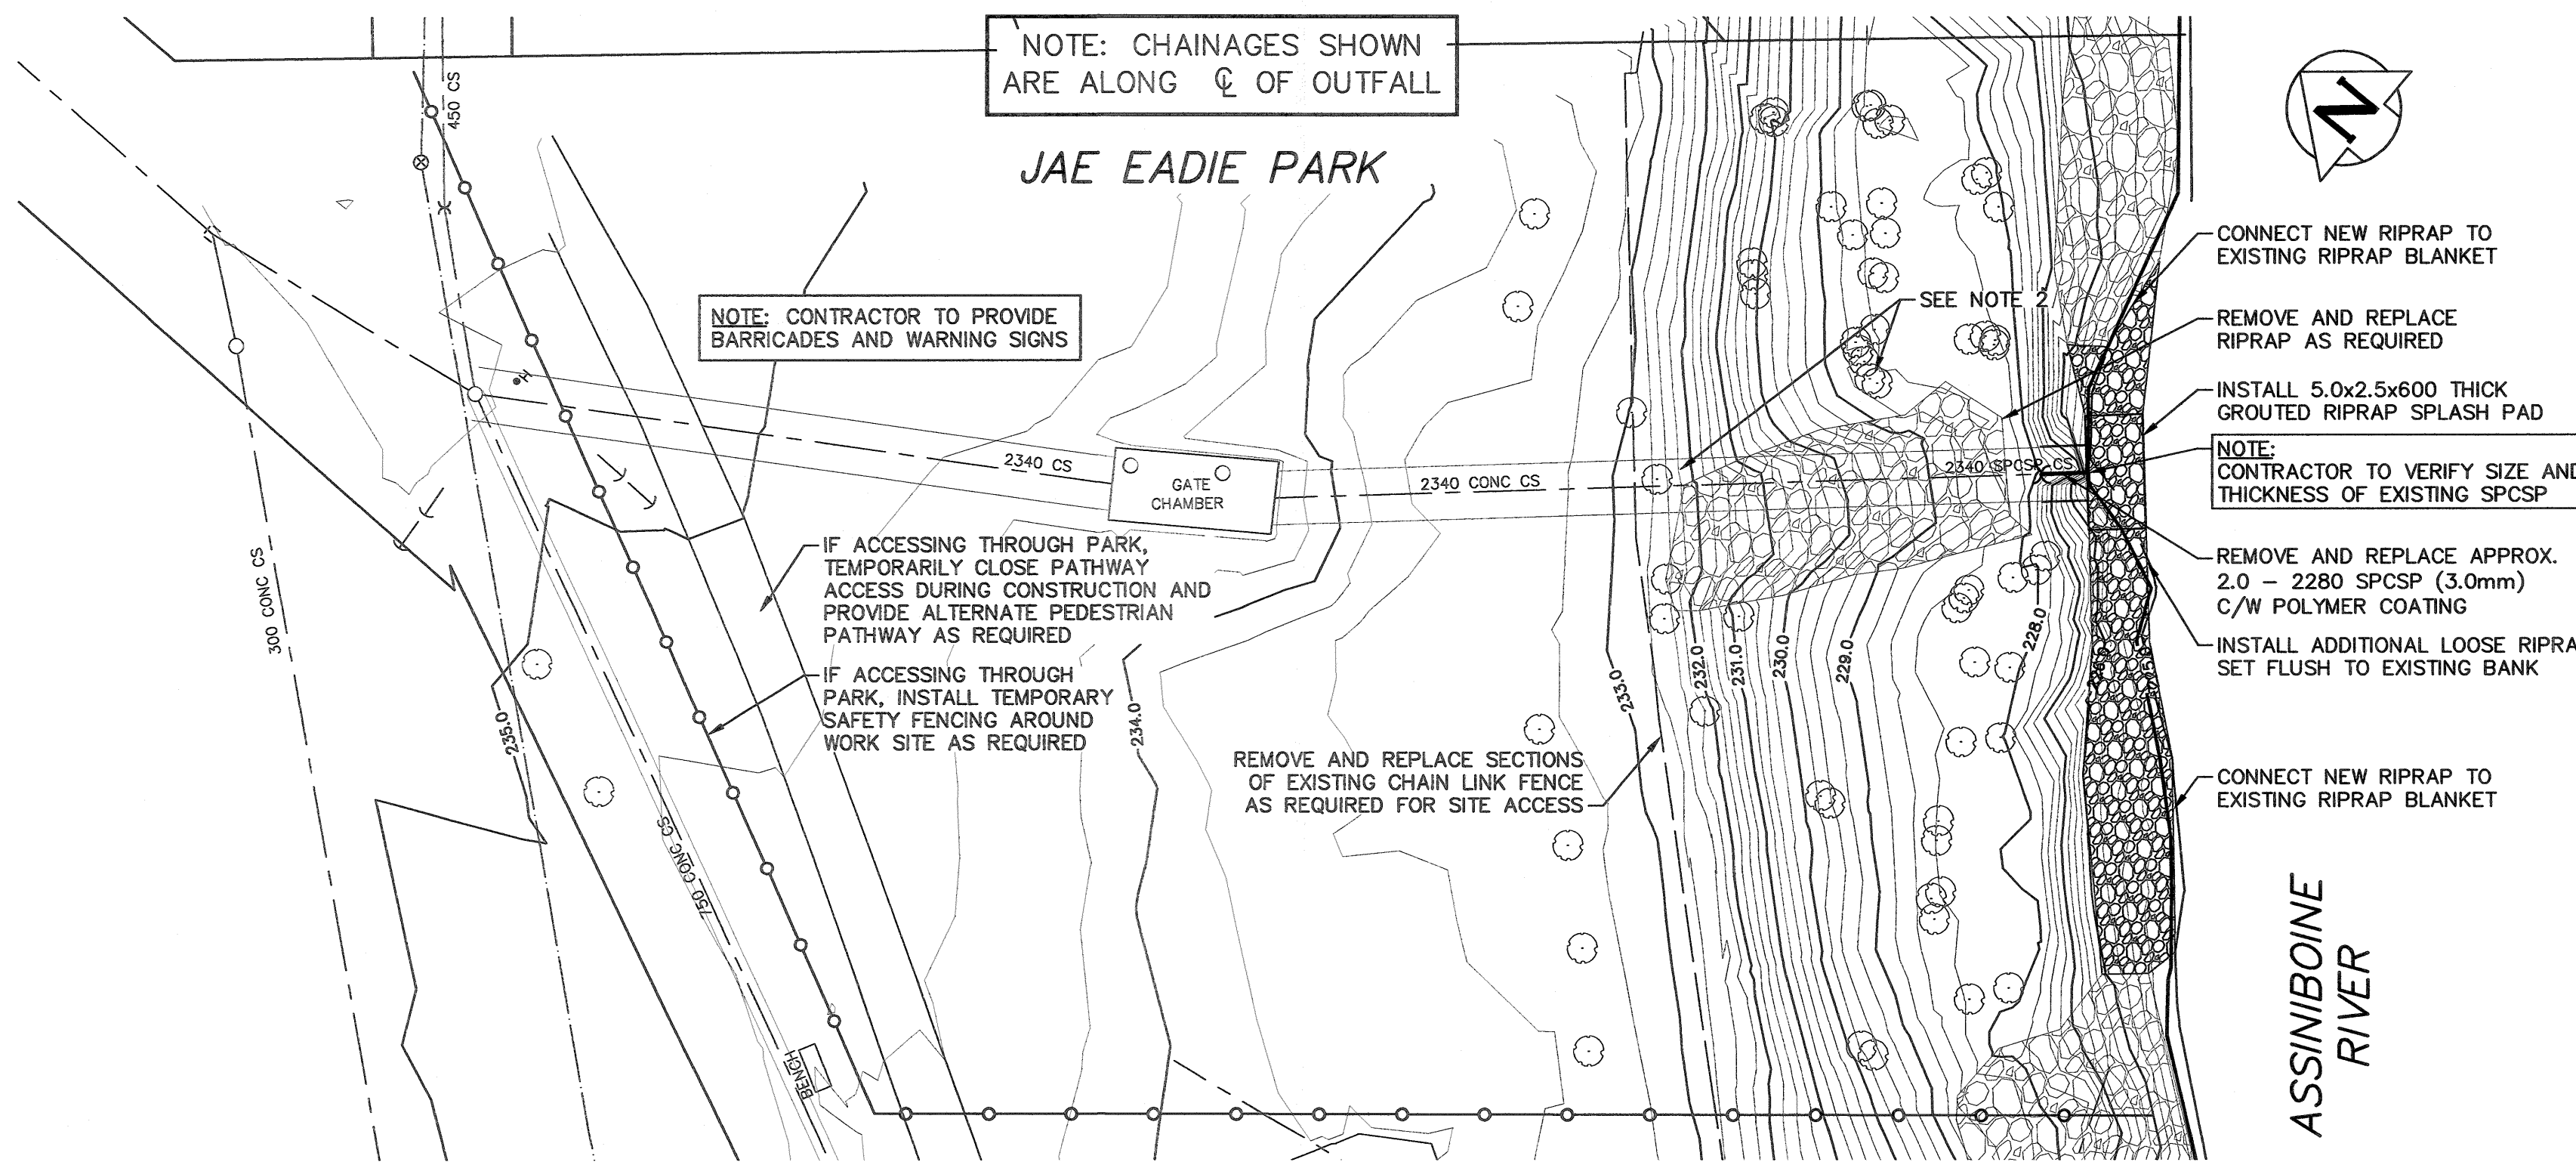 NOTE: CHAINAGES SHOWN
ARE ALONG ℄ OF OUTFALL
JAE EADIE PARK
N
450 CS
H
NOTE: CONTRACTOR TO PROVIDE
BARRICADES AND WARNING SIGNS
SEE NOTE 2
CONNECT NEW RIPRAP TO
EXISTING RIPRAP BLANKET
REMOVE AND REPLACE
RIPRAP AS REQUIRED
INSTALL 5.0x2.5x600 THICK
GROUTED RIPRAP SPLASH PAD
NOTE:
CONTRACTOR TO VERIFY SIZE AND
THICKNESS OF EXISTING SPCSP
REMOVE AND REPLACE APPROX.
2.0 – 2280 SPCSP (3.0mm)
C/W POLYMER COATING
INSTALL ADDITIONAL LOOSE RIPRA
SET FLUSH TO EXISTING BANK
CONNECT NEW RIPRAP TO
EXISTING RIPRAP BLANKET
2340 CS
GATE
CHAMBER
2340 CONC CS
2340 SPCSP CS
IF ACCESSING THROUGH PARK,
TEMPORARILY CLOSE PATHWAY
ACCESS DURING CONSTRUCTION AND
PROVIDE ALTERNATE PEDESTRIAN
PATHWAY AS REQUIRED
IF ACCESSING THROUGH
PARK, INSTALL TEMPORARY
SAFETY FENCING AROUND
WORK SITE AS REQUIRED
REMOVE AND REPLACE SECTIONS
OF EXISTING CHAIN LINK FENCE
AS REQUIRED FOR SITE ACCESS
300 CONC CS
235.0
750 CONC CS
BENCH
234.0
233.0
232.0
231.0
230.0
229.0
228.0
ASSINIBOINE
RIVER